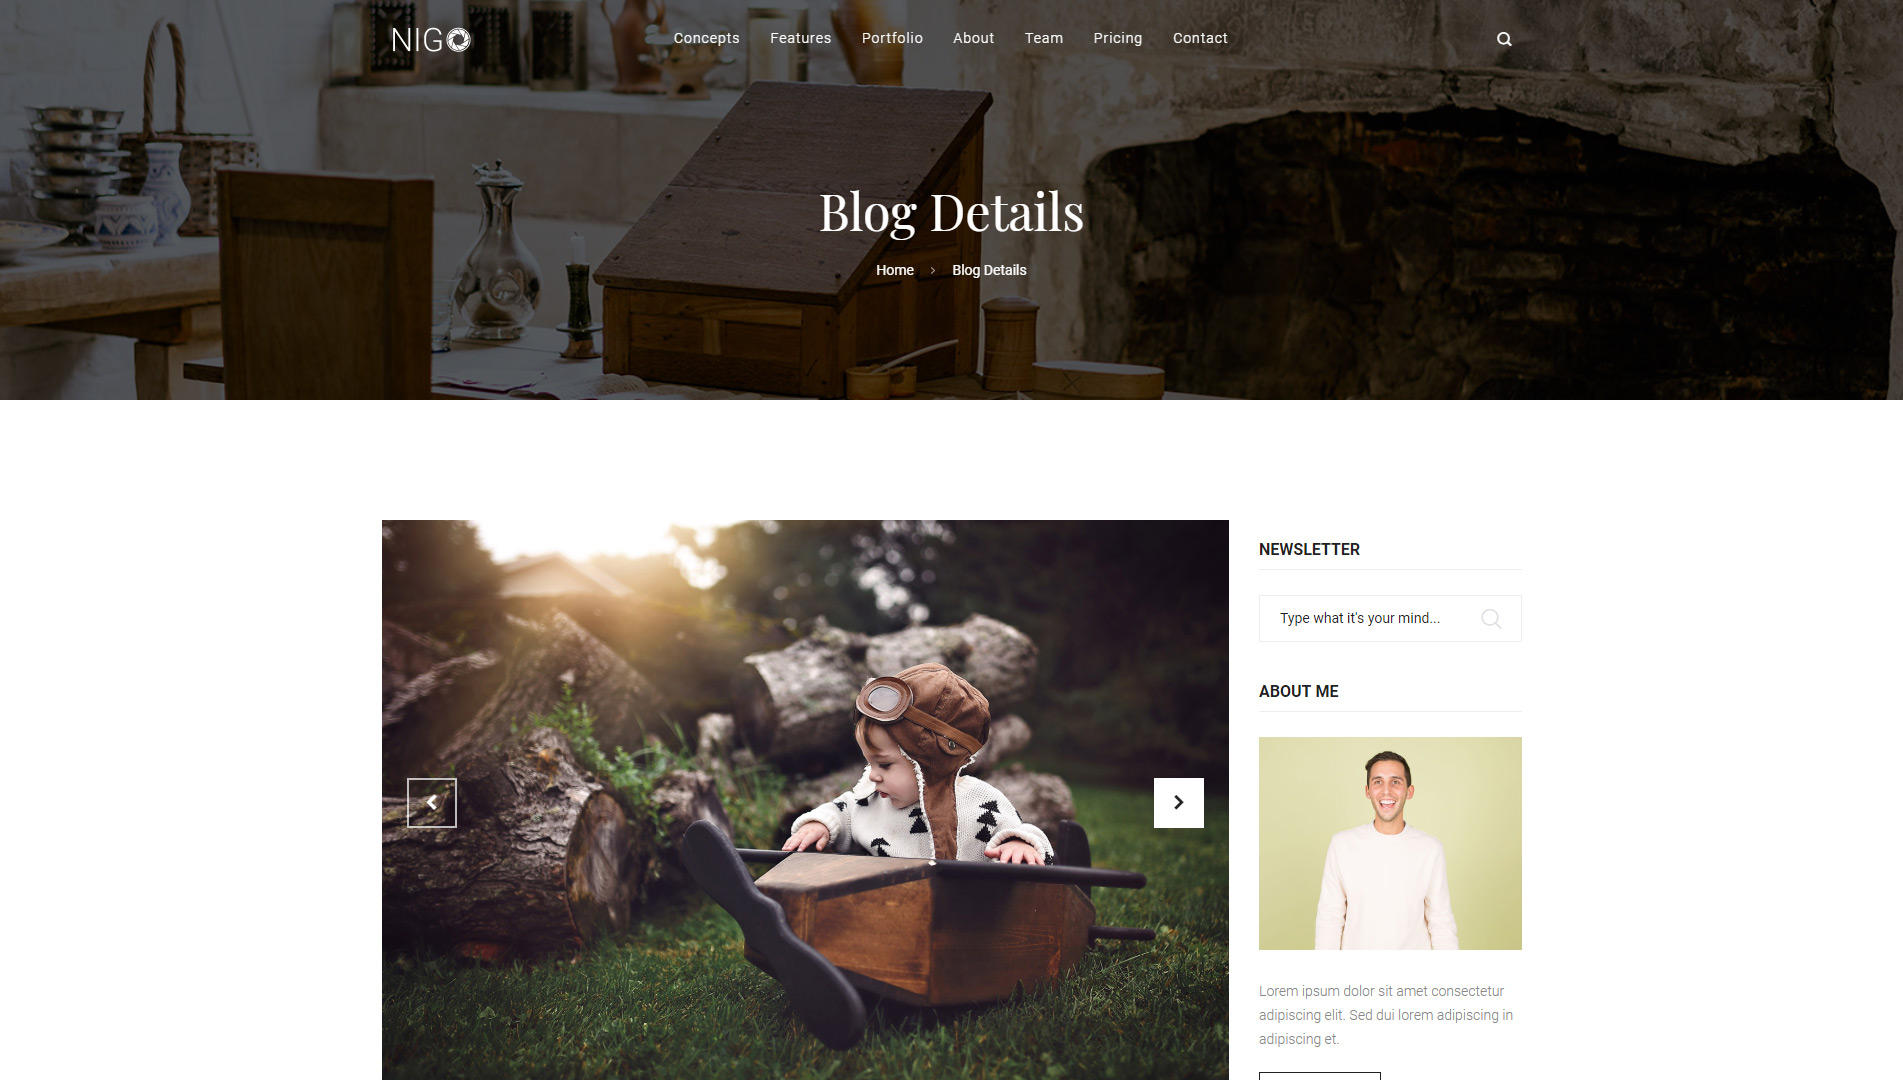 NIGO
Concepts Features Portfolio About Team Pricing Contact
Blog Details
Home > Blog Details
NEWSLETTER
Type what it's your mind...
ABOUT ME
Lorem ipsum dolor sit amet consectetur
adipiscing elit. Sed dui lorem adipiscing in
adipiscing et.